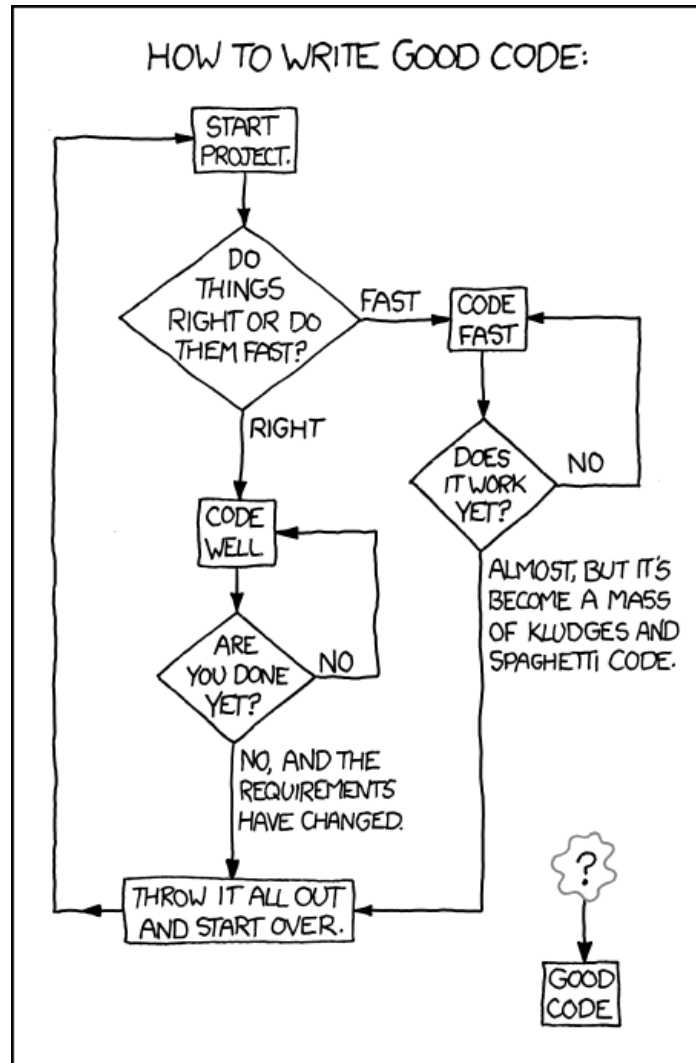 HOW TO WRITE GOOD CODE:
START
PROJECT.
DO
THINGS
RIGHT OR DO
THEM FAST?
FAST
CODE
FAST
RIGHT
DOES
IT WORK
YET?
NO
CODE
WELL
ALMOST, BUT IT'S
BECOME A MASS
OF KLUDGES AND
SPAGHETTI CODE.
ARE
YOU DONE
YET?
NO
NO, AND THE
REQUIREMENTS
HAVE CHANGED.
THROW IT ALL OUT
AND START OVER.
?
GOOD
CODE